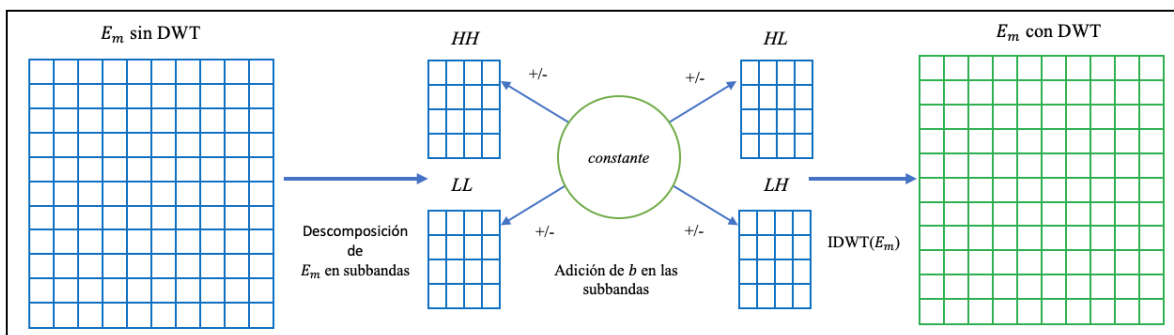 E_m sin DWT
HH
HL
E_m con DWT
+/-
+/-
constante
LL
LH
+/-
+/-
Descomposición
de
E_m en subbandas
Adición de b en las
subbandas
IDWT(E_m)